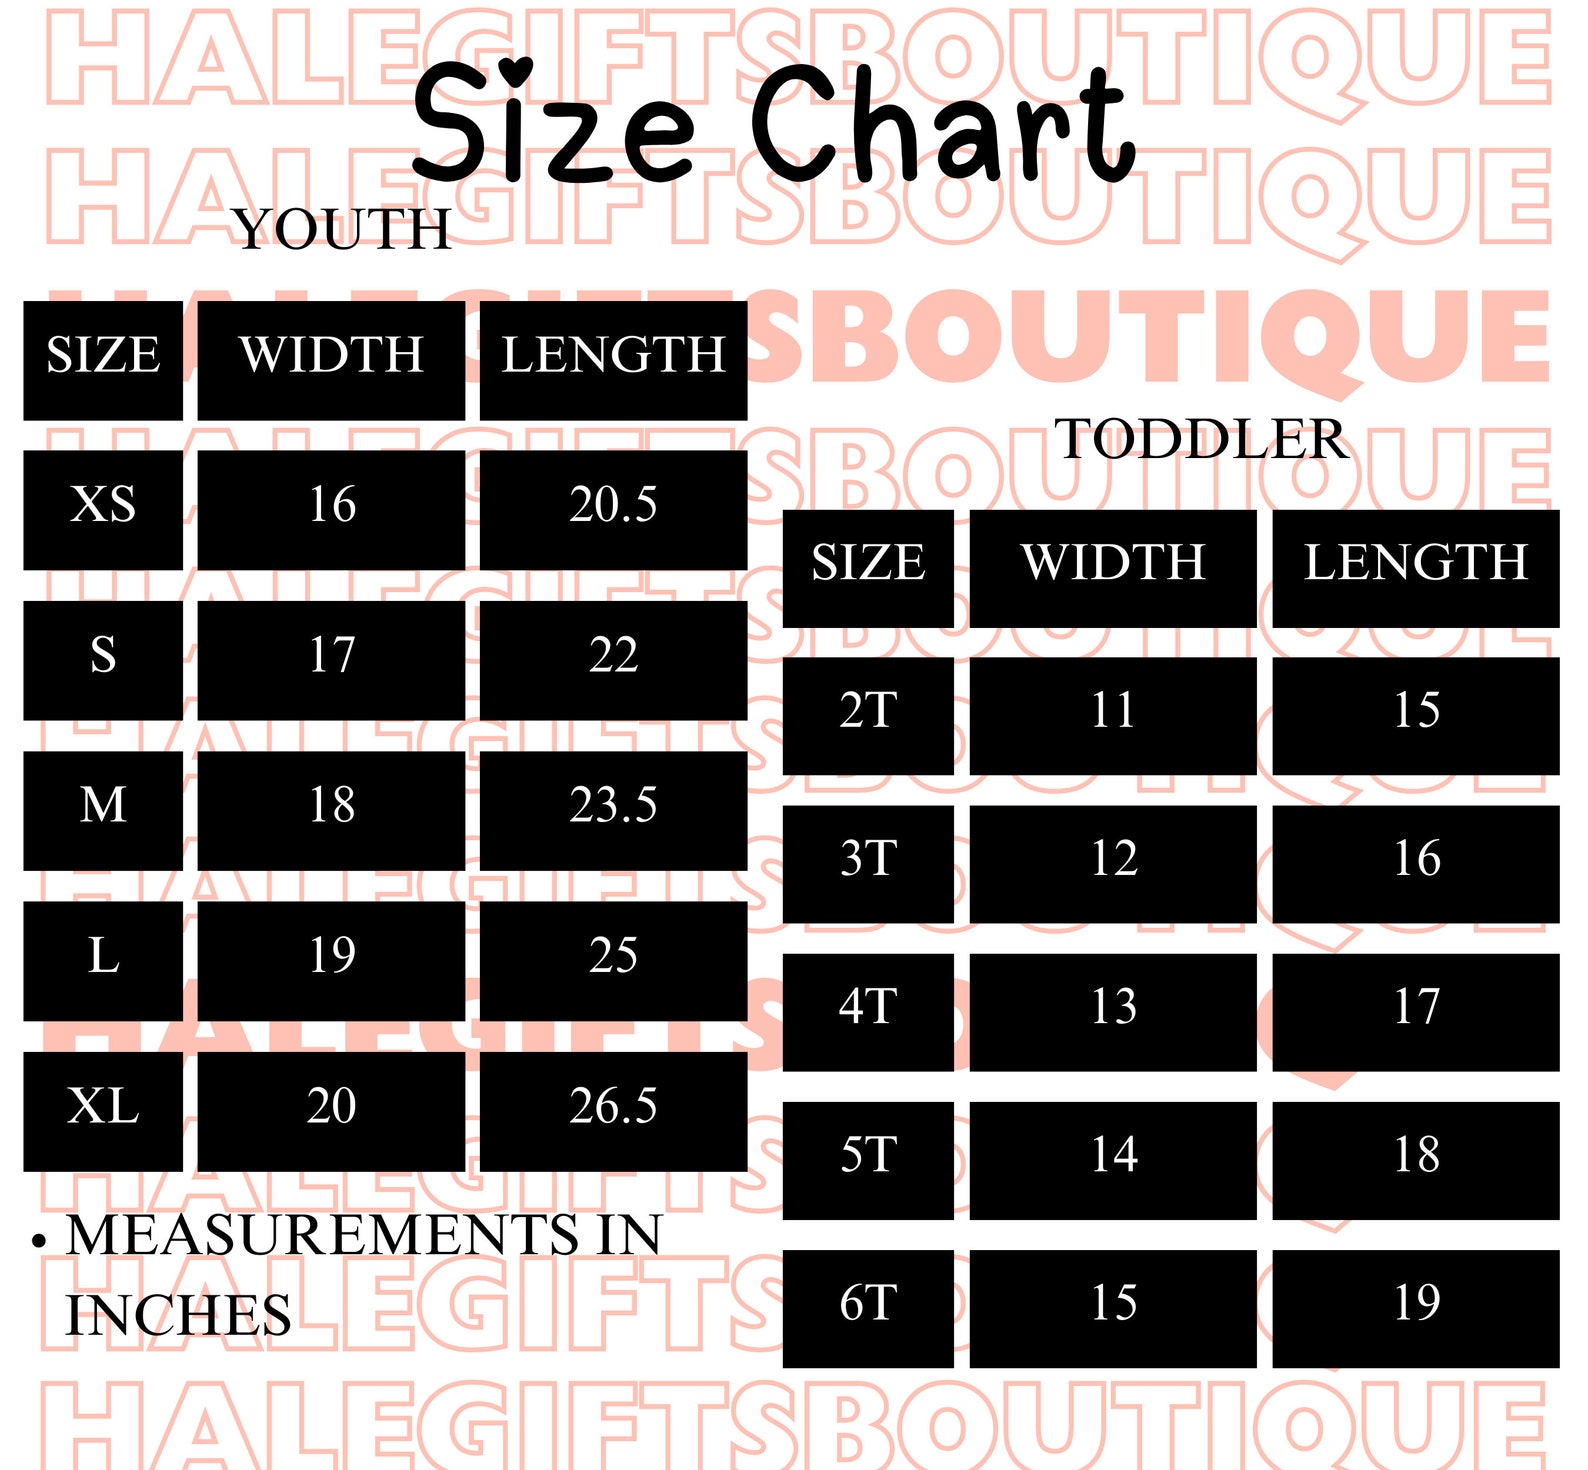 HALEGIFTSBOUTIQUE
Size Chart
HALEGIFTSBOUTIQUE
YOUTH
HALEGIFTSBOUTIQUE
SIZE WIDTH LENGTH
HALEGIFTSBOUTIQUE
XS 16 20.5
S 17 22
M 18 23.5
L 19 25
XL 20 26.5
• MEASUREMENTS IN
INCHES
TODDLER
SIZE WIDTH LENGTH
2T 11 15
3T 12 16
4T 13 17
5T 14 18
6T 15 19
HALEGIFTSBOUTIQUE